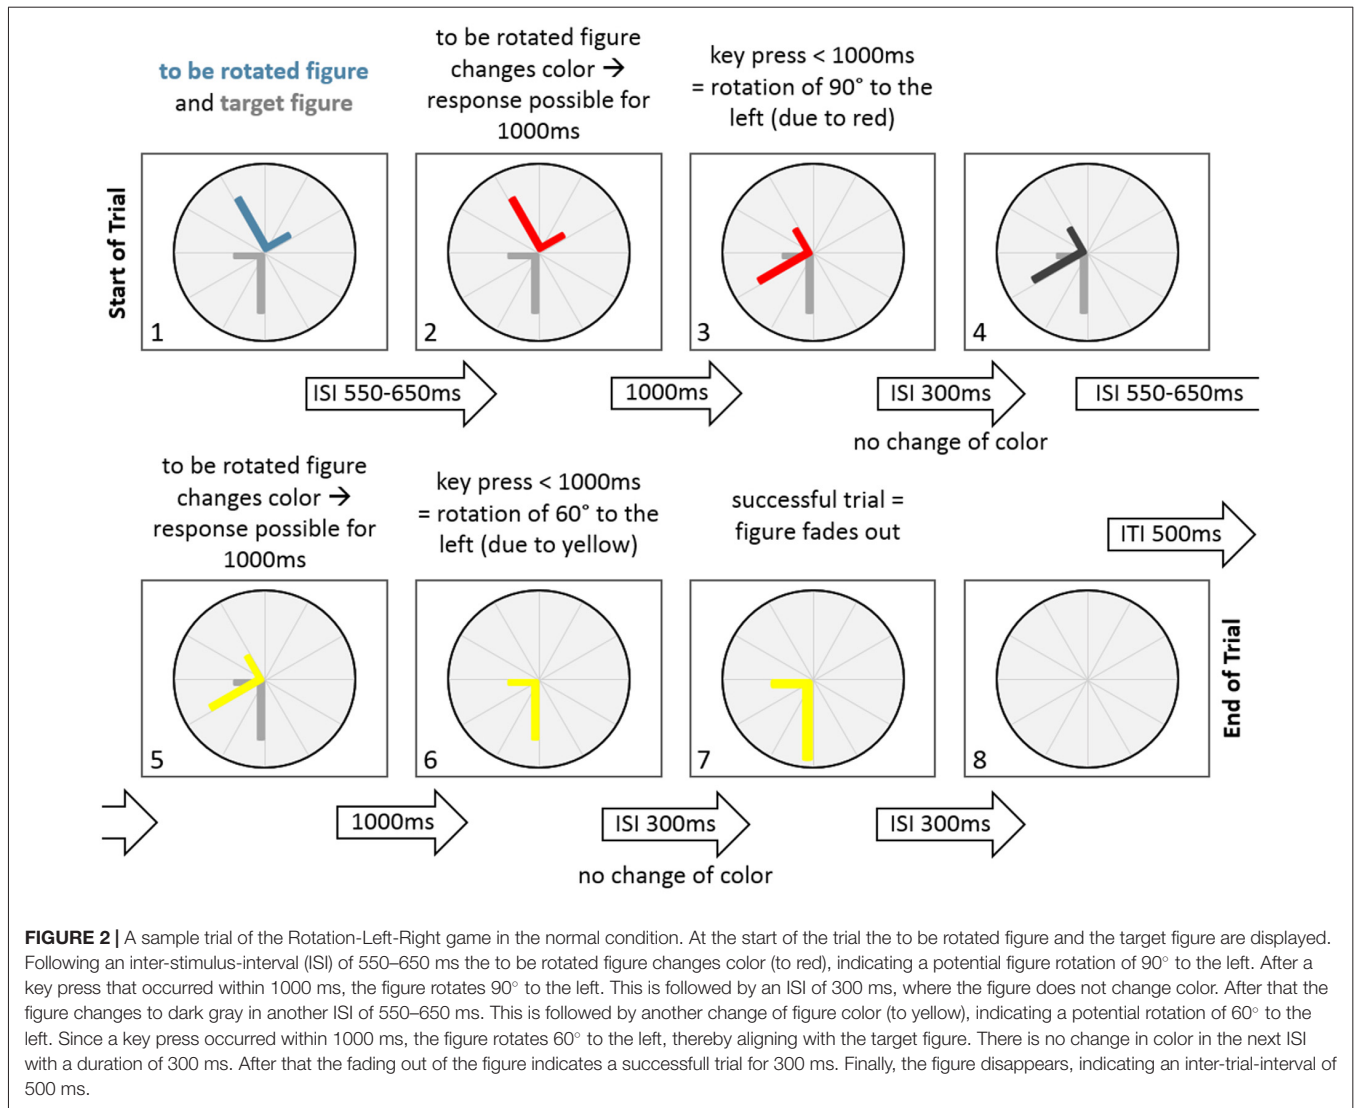 to be rotated figure
and target figure
to be rotated figure
changes color →
response possible for
1000ms
key press < 1000ms
= rotation of 90° to the
left (due to red)
Start of Trial
1
2
3
4
ISI 550-650ms
1000ms
ISI 300ms
ISI 550-650ms
no change of color
to be rotated figure
changes color →
response possible for
1000ms
key press < 1000ms
= rotation of 60° to the
left (due to yellow)
successful trial =
figure fades out
ITI 500ms
5
6
7
8
End of Trial
1000ms
ISI 300ms
ISI 300ms
no change of color
FIGURE 2 | A sample trial of the Rotation-Left-Right game in the normal condition. At the start of the trial the to be rotated figure and the target figure are displayed.
Following an inter-stimulus-interval (ISI) of 550–650 ms the to be rotated figure changes color (to red), indicating a potential figure rotation of 90° to the left. After a
key press that occurred within 1000 ms, the figure rotates 90° to the left. This is followed by an ISI of 300 ms, where the figure does not change color. After that the
figure changes to dark gray in another ISI of 550–650 ms. This is followed by another change of figure color (to yellow), indicating a potential rotation of 60° to the
left. Since a key press occurred within 1000 ms, the figure rotates 60° to the left, thereby aligning with the target figure. There is no change in color in the next ISI
with a duration of 300 ms. After that the fading out of the figure indicates a successfull trial for 300 ms. Finally, the figure disappears, indicating an inter-trial-interval of
500 ms.